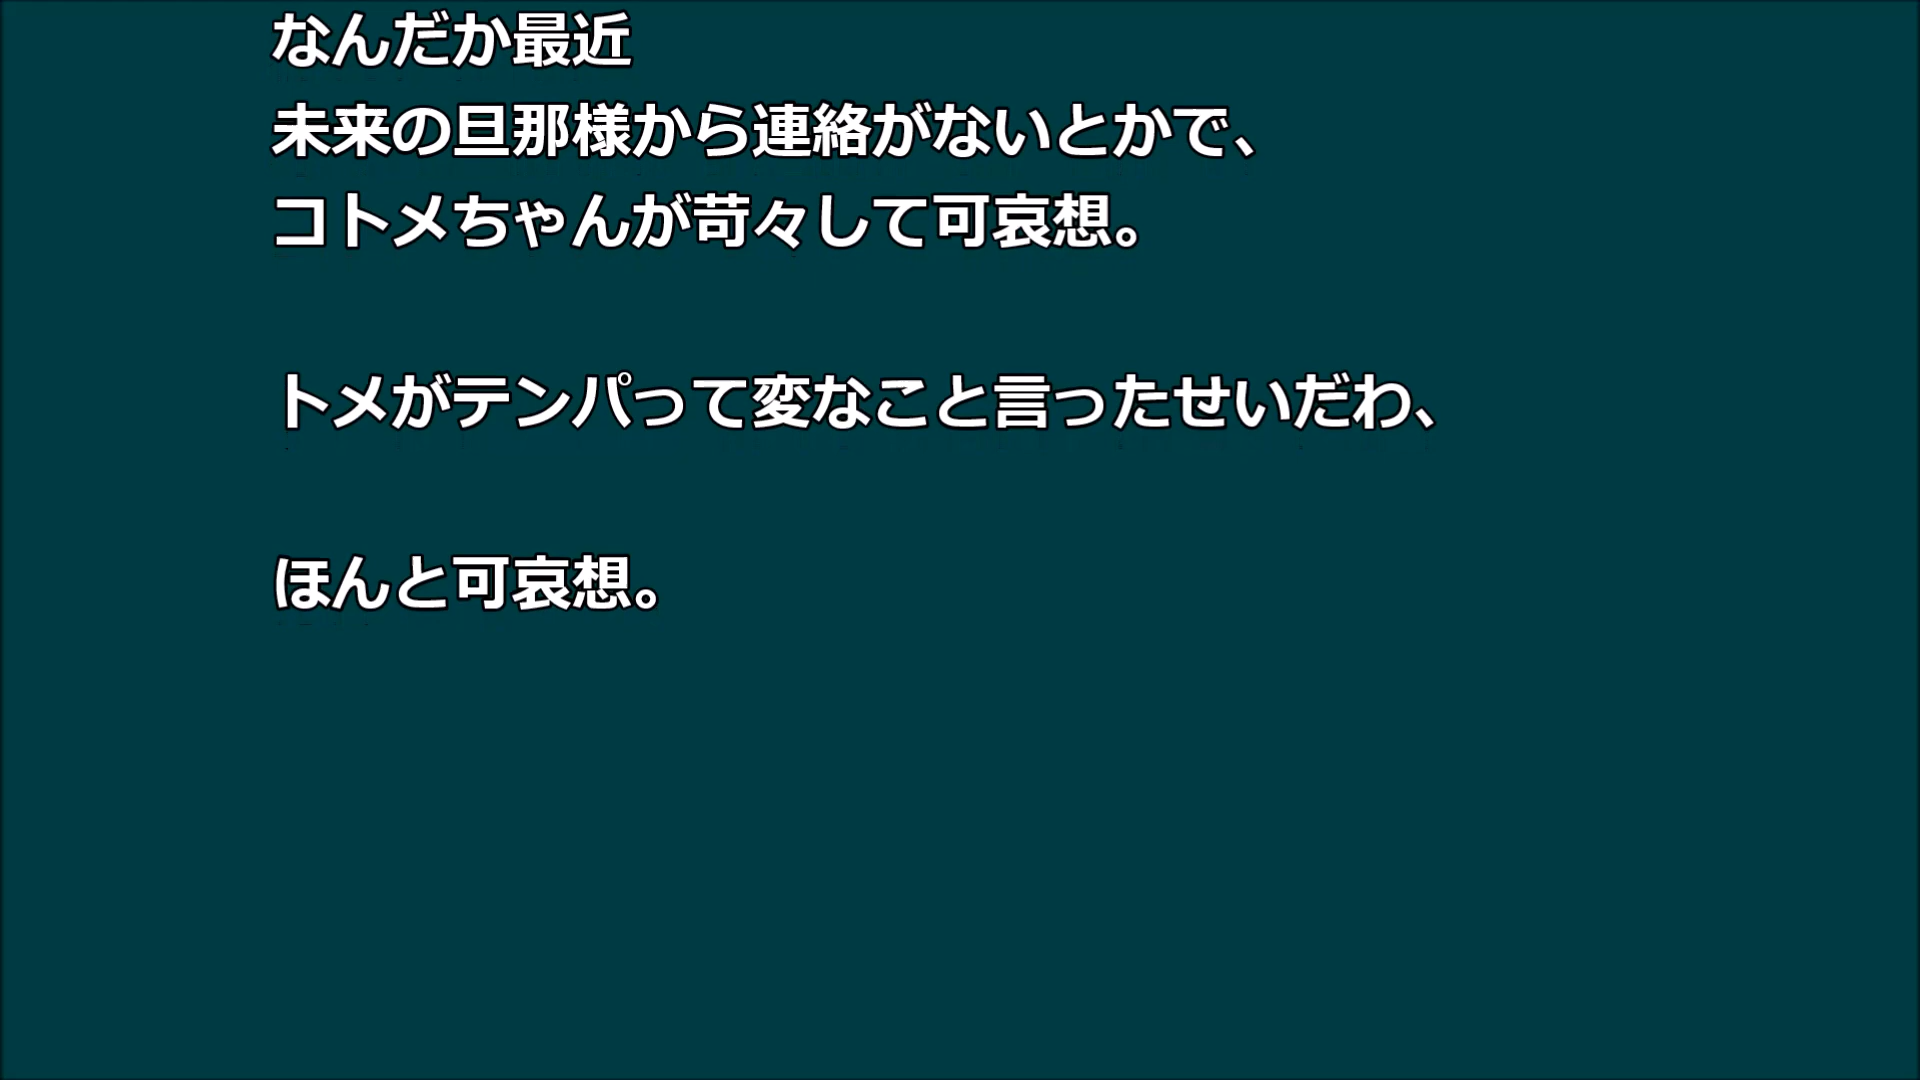 なんだか最近
未来の旦那様から連絡がないとかで、
コトメちゃんが苛々して可哀想。
トメがテンパって変なこと言ったせいだわ、
ほんと可哀想。